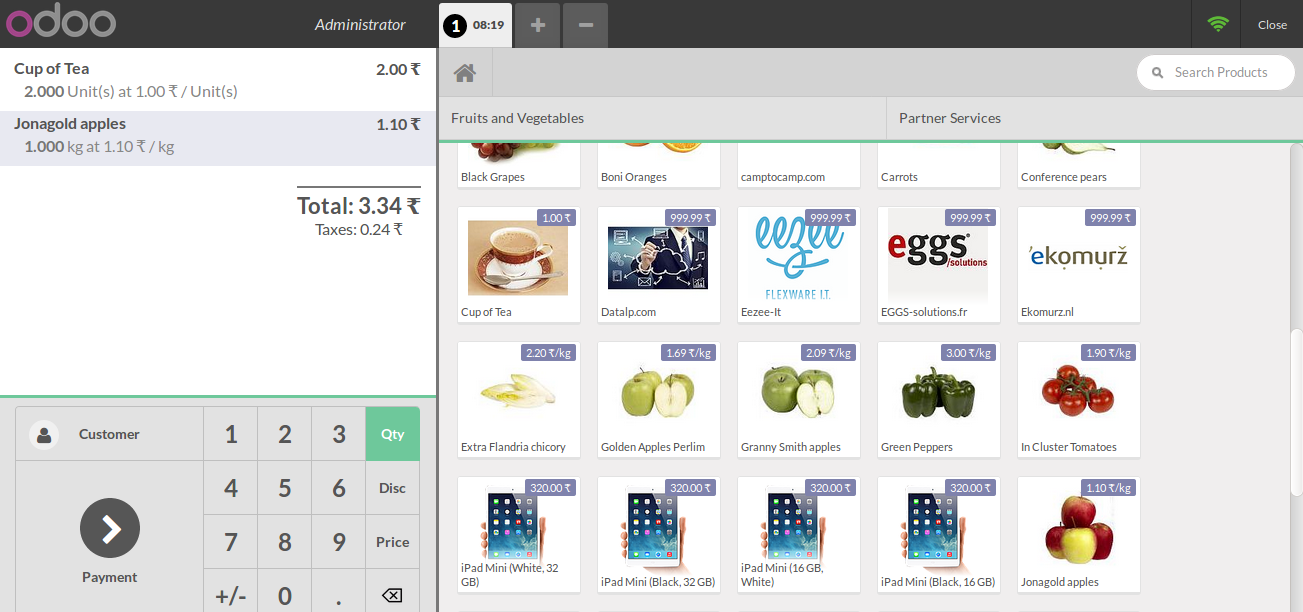 odoo
Administrator
1 08:19
+
−
Close
Cup of Tea 2.00 ₹
2.000 Unit(s) at 1.00 ₹ / Unit(s)
Jonagold apples 1.10 ₹
1.000 kg at 1.10 ₹ / kg
Total: 3.34 ₹
Taxes: 0.24 ₹
Customer
1 2 3 Qty
4 5 6 Disc
7 8 9 Price
+/- 0 .
Payment
Search Products
Fruits and Vegetables
Partner Services
Black Grapes
Boni Oranges
camptocamp.com
Carrots
Conference pears
1.00 ₹
Cup of Tea
999.99 ₹
Datalp.com
999.99 ₹
eezee
FLEXWARE I.T.
Eezee-It
999.99 ₹
eggs
/solutions
EGGS-solutions.fr
999.99 ₹
'ekomurž
Ekomurz.nl
2.20 ₹/kg
Extra Flandria chicory
1.69 ₹/kg
Golden Apples Perlim
2.09 ₹/kg
Granny Smith apples
3.00 ₹/kg
Green Peppers
1.90 ₹/kg
In Cluster Tomatoes
320.00 ₹
iPad Mini (White, 32
GB)
320.00 ₹
iPad Mini (Black, 32 GB)
320.00 ₹
iPad Mini (16 GB,
White)
320.00 ₹
iPad Mini (Black, 16 GB)
1.10 ₹/kg
Jonagold apples